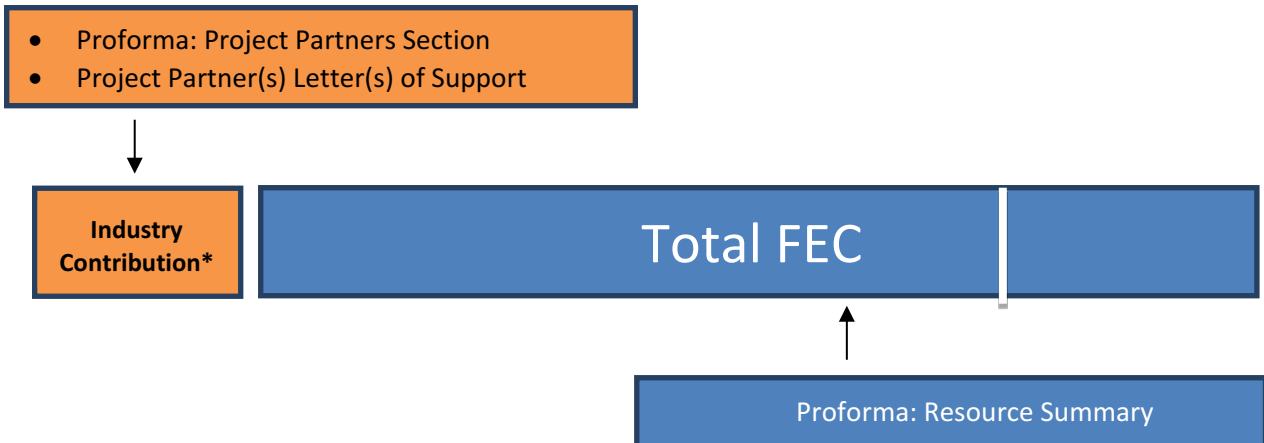 • Proforma: Project Partners Section
• Project Partner(s) Letter(s) of Support
Industry
Contribution*
Total FEC
Proforma: Resource Summary